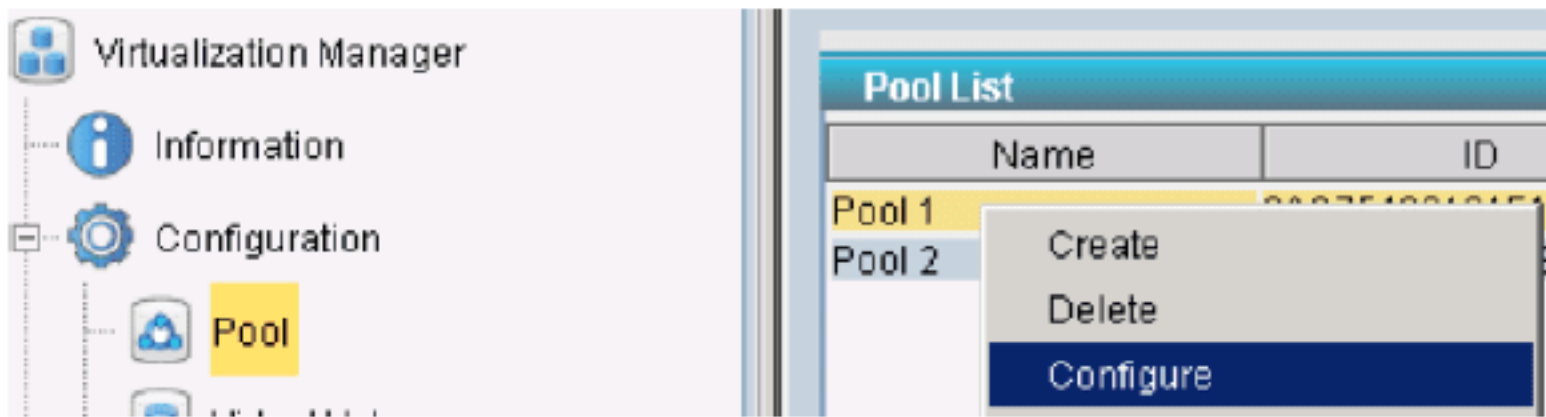 Virtualization Manager
Information
Configuration
Pool
Pool List
Name ID
Pool 1
Pool 2
Create
Delete
Configure